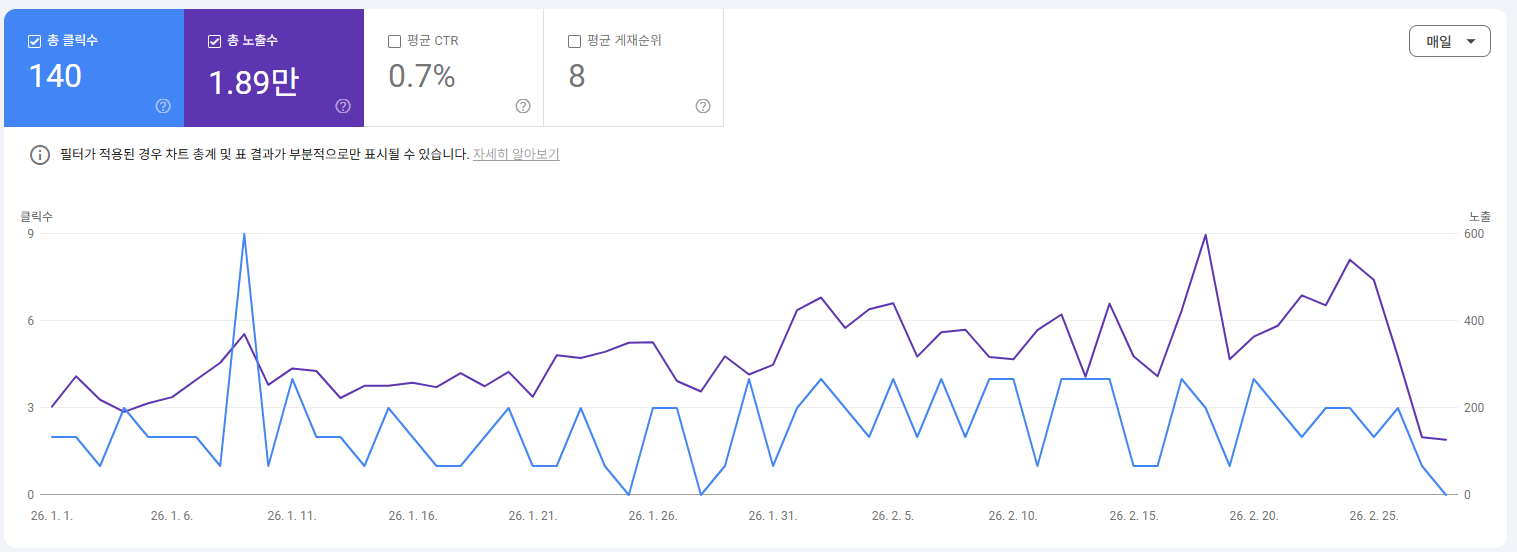 총 클릭수
140
총 노출수
1.89만
평균 CTR
0.7%
평균 게재순위
8
매일
필터가 적용된 경우 차트 총계 및 표 결과가 부분적으로만 표시될 수 있습니다. 자세히 알아보기
클릭수 노출
9 600
6 400
3 200
0 0
26. 1. 1. 26. 1. 6. 26. 1. 11. 26. 1. 16. 26. 1. 21. 26. 1. 26. 26. 1. 31. 26. 2. 5. 26. 2. 10. 26. 2. 15. 26. 2. 20. 26. 2. 25.